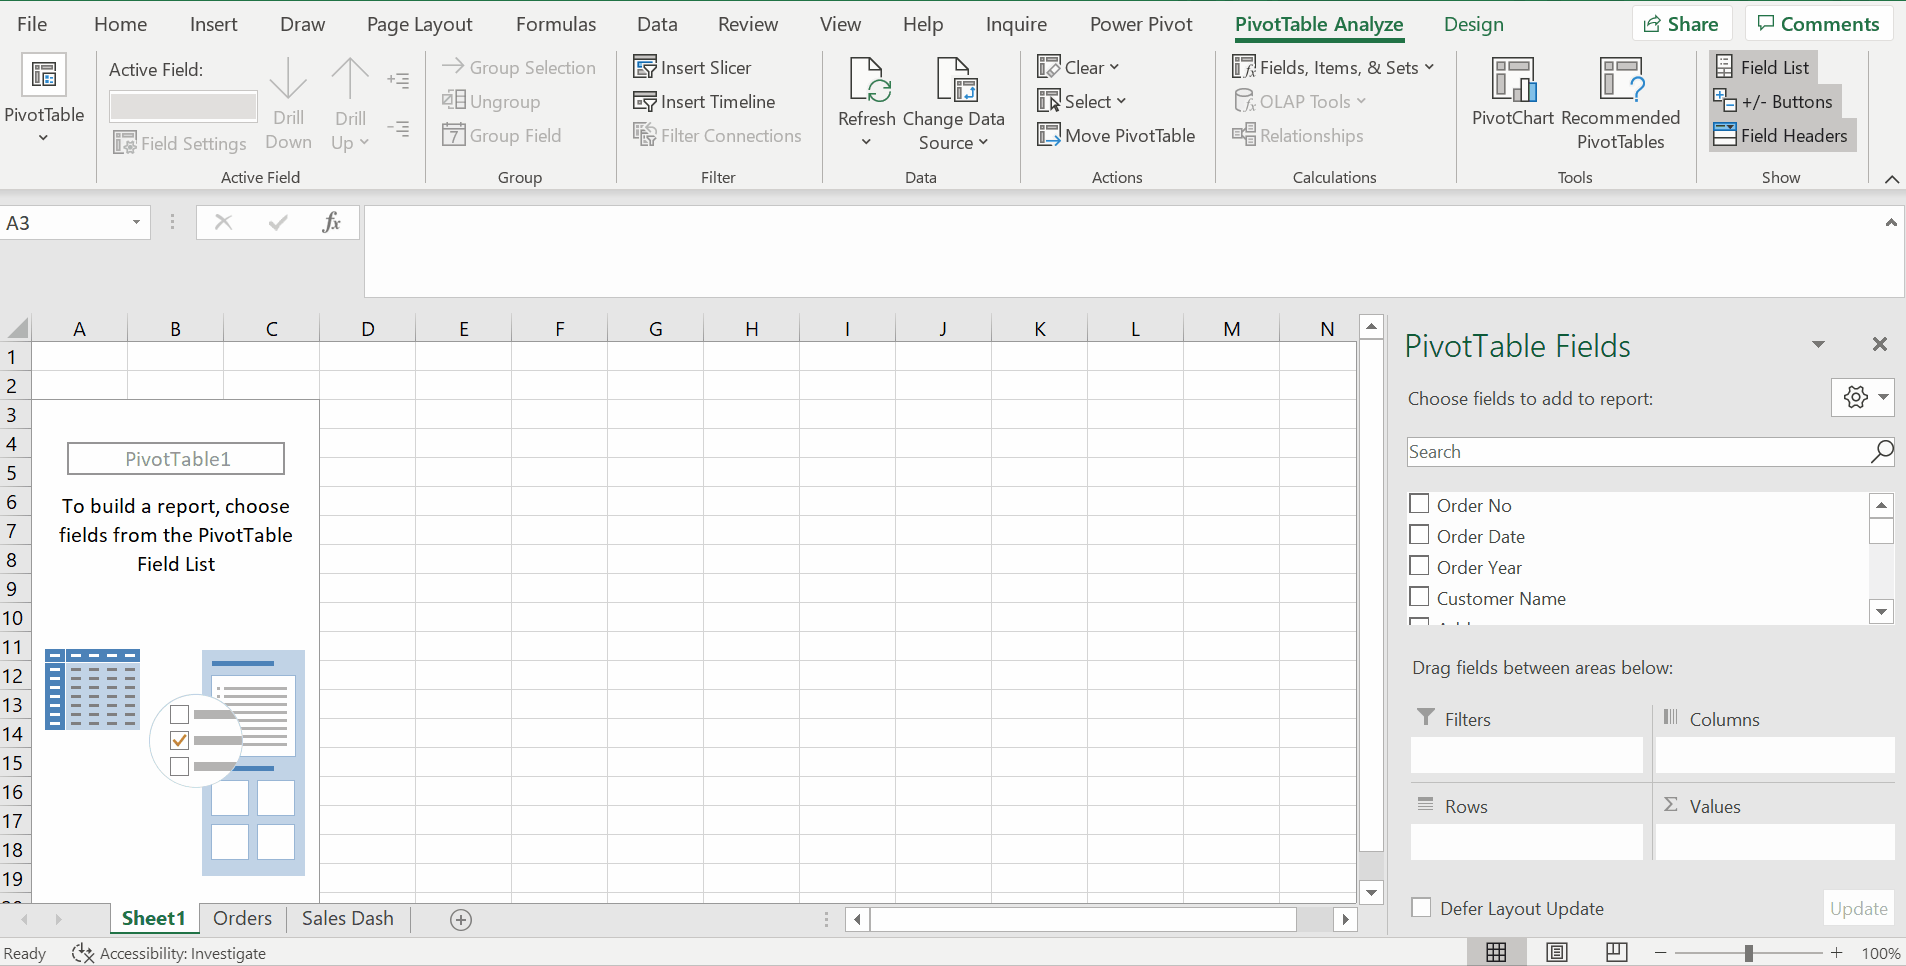 File Home Insert Draw Page Layout Formulas Data Review View Help Inquire Power Pivot PivotTable Analyze Design Share Comments
PivotTable
Active Field:
Field Settings
Drill
Down
Drill
Up
Active Field
Group Selection
Ungroup
7 Group Field
Group
Insert Slicer
Insert Timeline
Filter Connections
Filter
Refresh
Change Data
Source
Data
Clear
Select
Move PivotTable
Actions
Fields, Items, & Sets
OLAP Tools
Relationships
Calculations
PivotChart
Recommended
PivotTables
Tools
Field List
+/- Buttons
Field Headers
Show
A3 fx
A B C D E F G H I J K L M N
1
2
3
4
5
6
7
8
9
10
11
12
13
14
15
16
17
18
19
PivotTable1
To build a report, choose
fields from the PivotTable
Field List
PivotTable Fields
Choose fields to add to report:
Search
Order No
Order Date
Order Year
Customer Name
Drag fields between areas below:
Filters
Columns
Rows
Σ Values
Defer Layout Update Update
Sheet1 Orders Sales Dash
Ready Accessibility: Investigate 100%